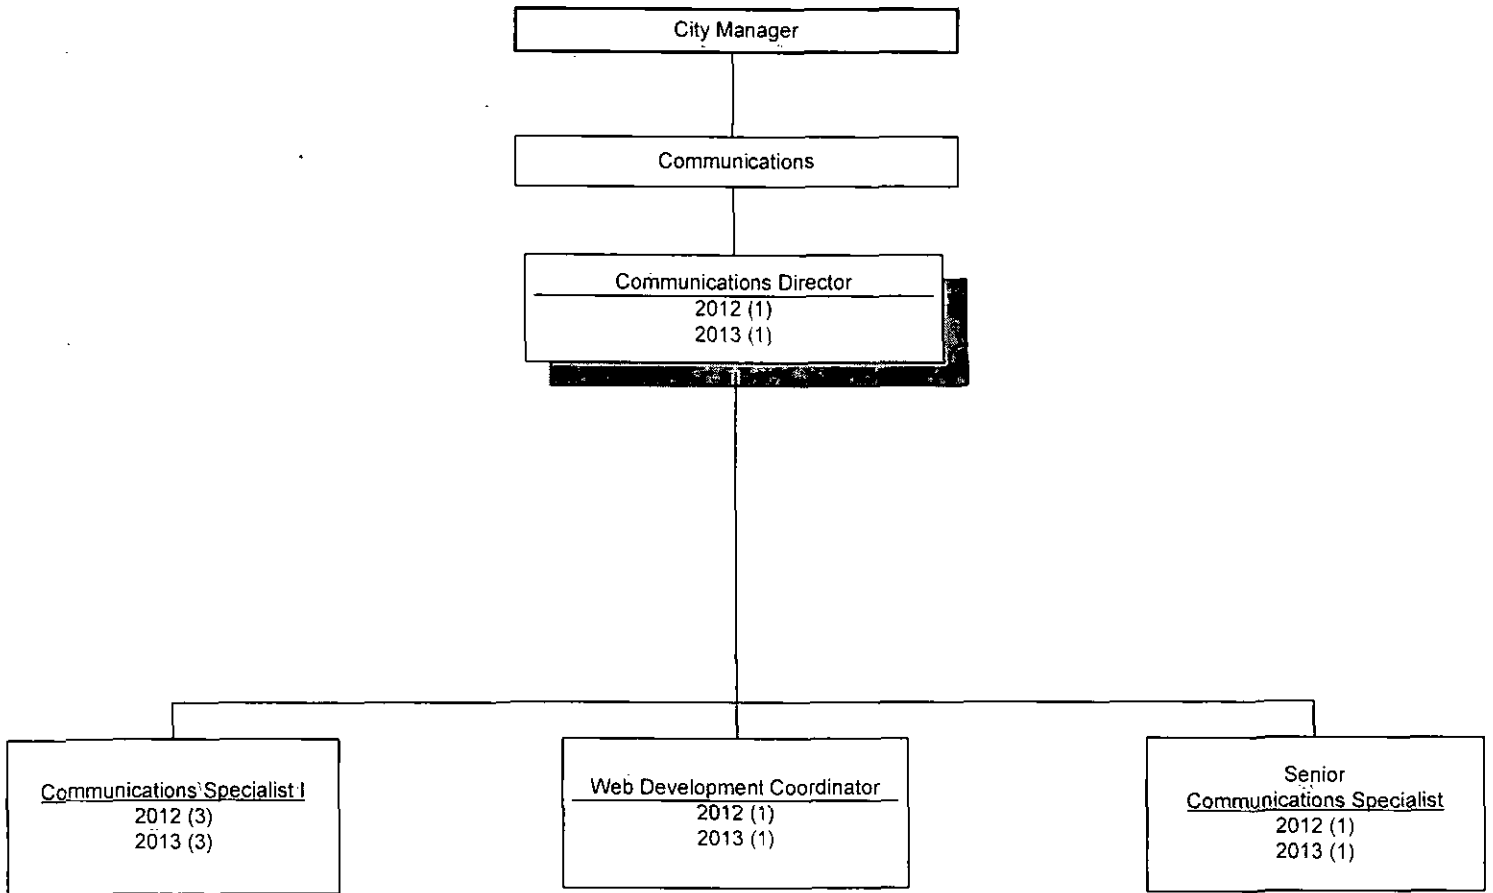 City Manager
Communications
Communications Director
2012 (1)
2013 (1)
Communications Specialist I
2012 (3)
2013 (3)
Web Development Coordinator
2012 (1)
2013 (1)
Senior
Communications Specialist
2012 (1)
2013 (1)